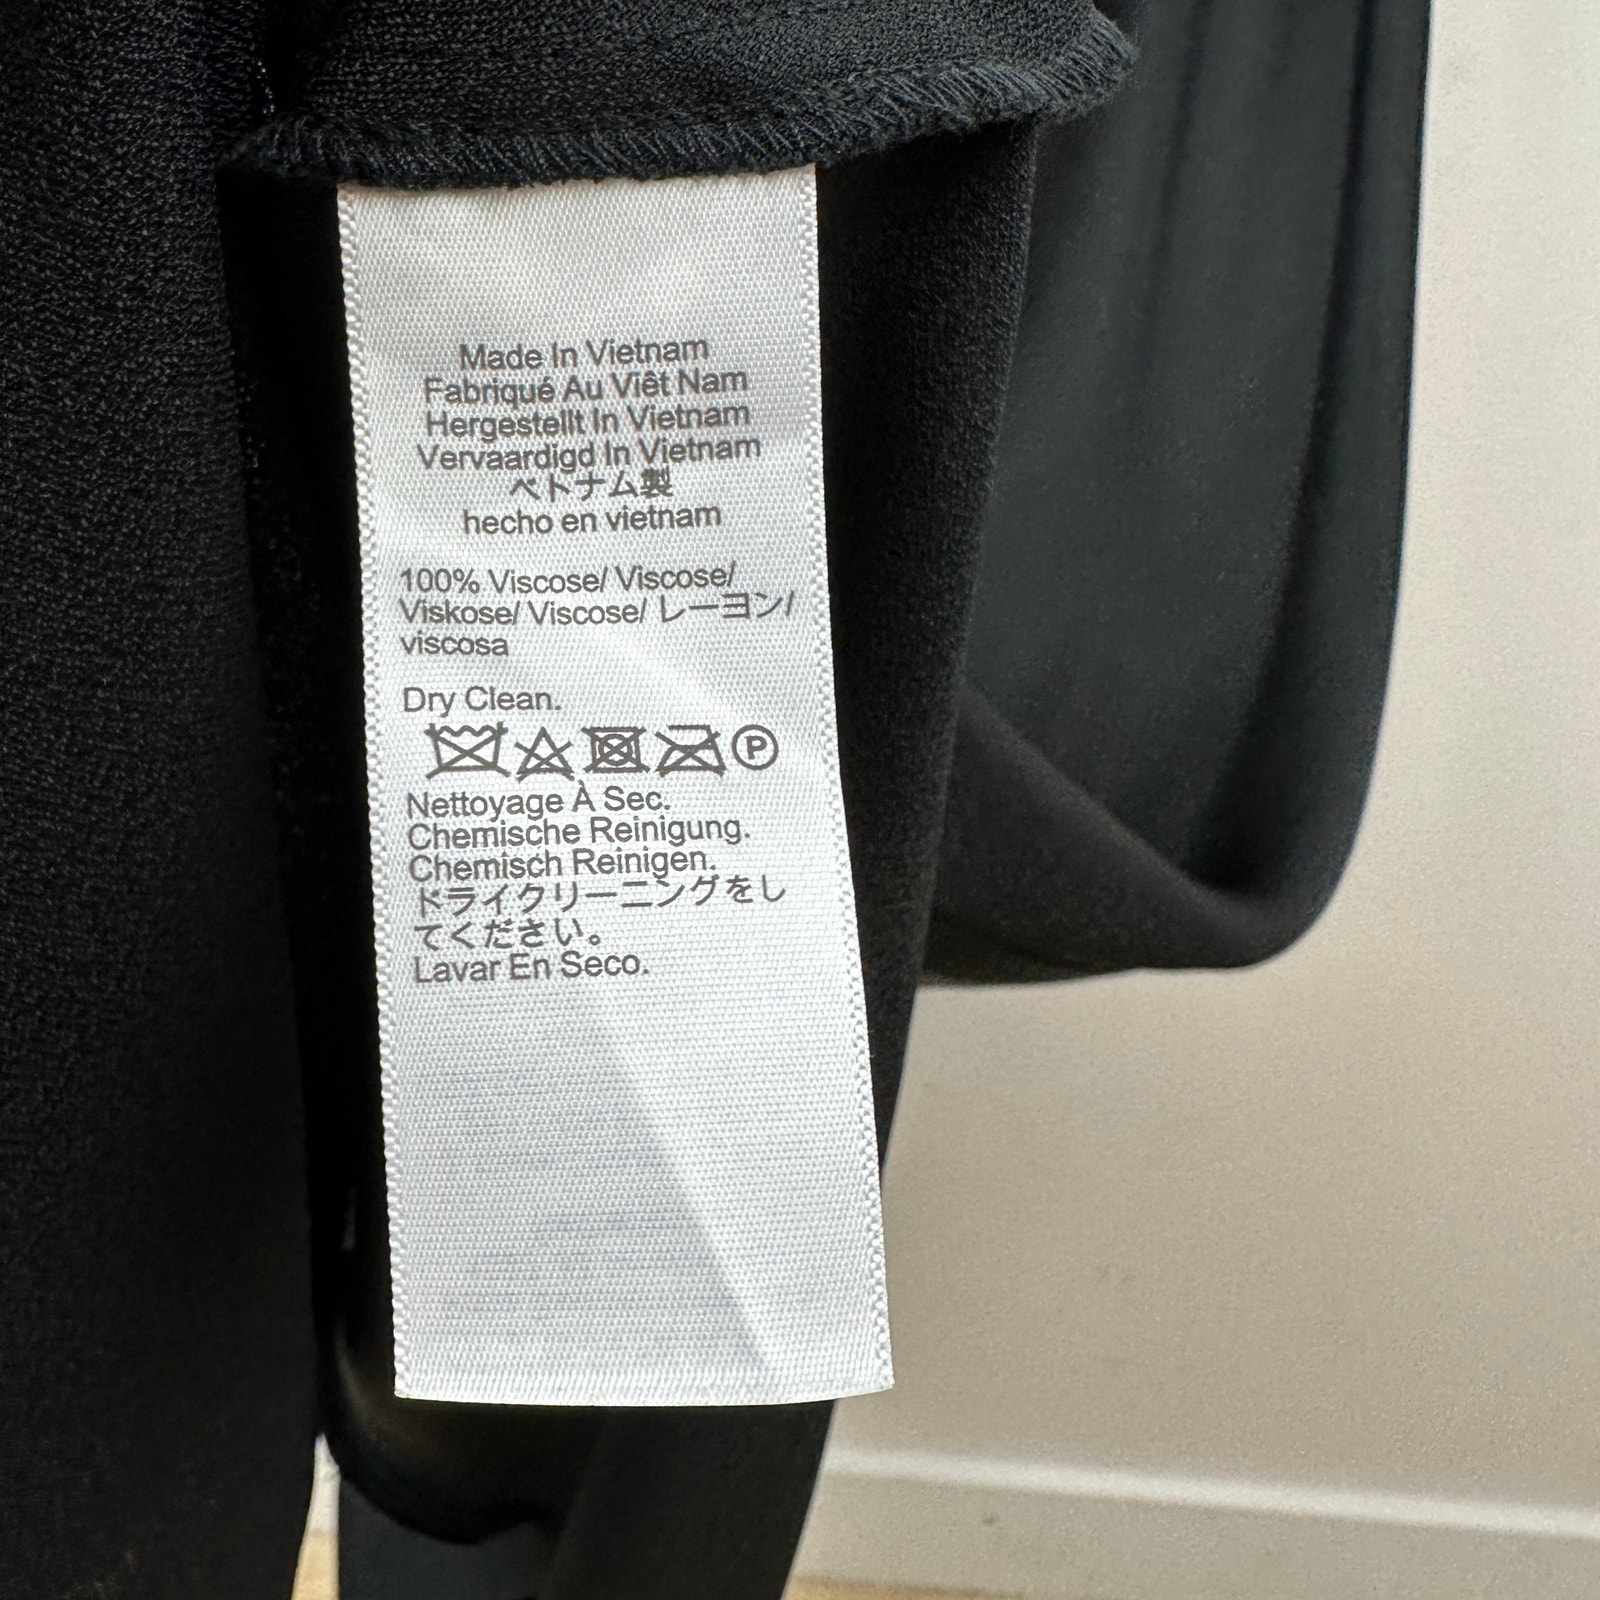 Made In Vietnam
Fabriqué Au Viêt Nam
Hergestellt In Vietnam
Vervaardigd In Vietnam
ベトナム製
hecho en vietnam
100% Viscose/ Viscose/
Viskose/ Viscose/ レーヨン/
viscosa
Dry Clean.
P
Nettoyage À Sec.
Chemische Reinigung.
Chemisch Reinigen.
ドライクリーニングをし
てください。
Lavar En Seco.